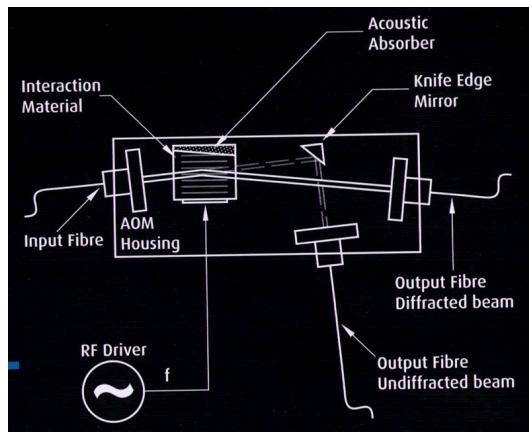 Acoustic
Absorber
Interaction
Material
Knife Edge
Mirror
Input Fibre
AOM
Housing
Output Fibre
Diffracted beam
RF Driver
f
Output Fibre
Undiffracted beam